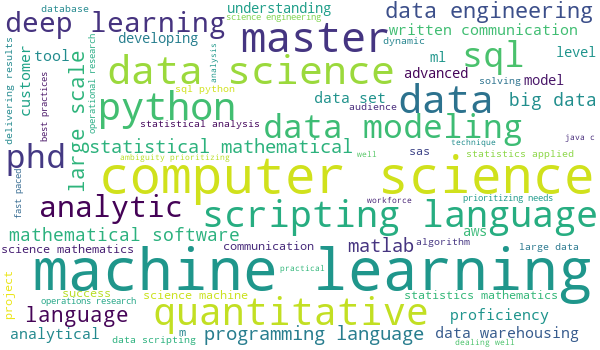 database
science engineering
understanding
data engineering
deep learning
master
written communication
developing
dynamic
delivering results
customer
tool
operational research
analysis
data science
sql
ml
level
solving
advanced
model
best practices
large scale
sql python
python
data set
data
big data
audience
statistical analysis
data modeling
java c
phd
statistical mathematical
technique
ambiguity prioritizing
well
sas
statistics applied
fast paced
computer science
analytic
workforce
prioritizing needs
scripting language
mathematical software
aws
science mathematics
communication
matlab
algorithm
large data
machine learning
practical
project
success
science machine
statistics mathematics
operations research
language
quantitative
proficiency
analytical
m
programming language
data warehousing
data scripting
dealing well